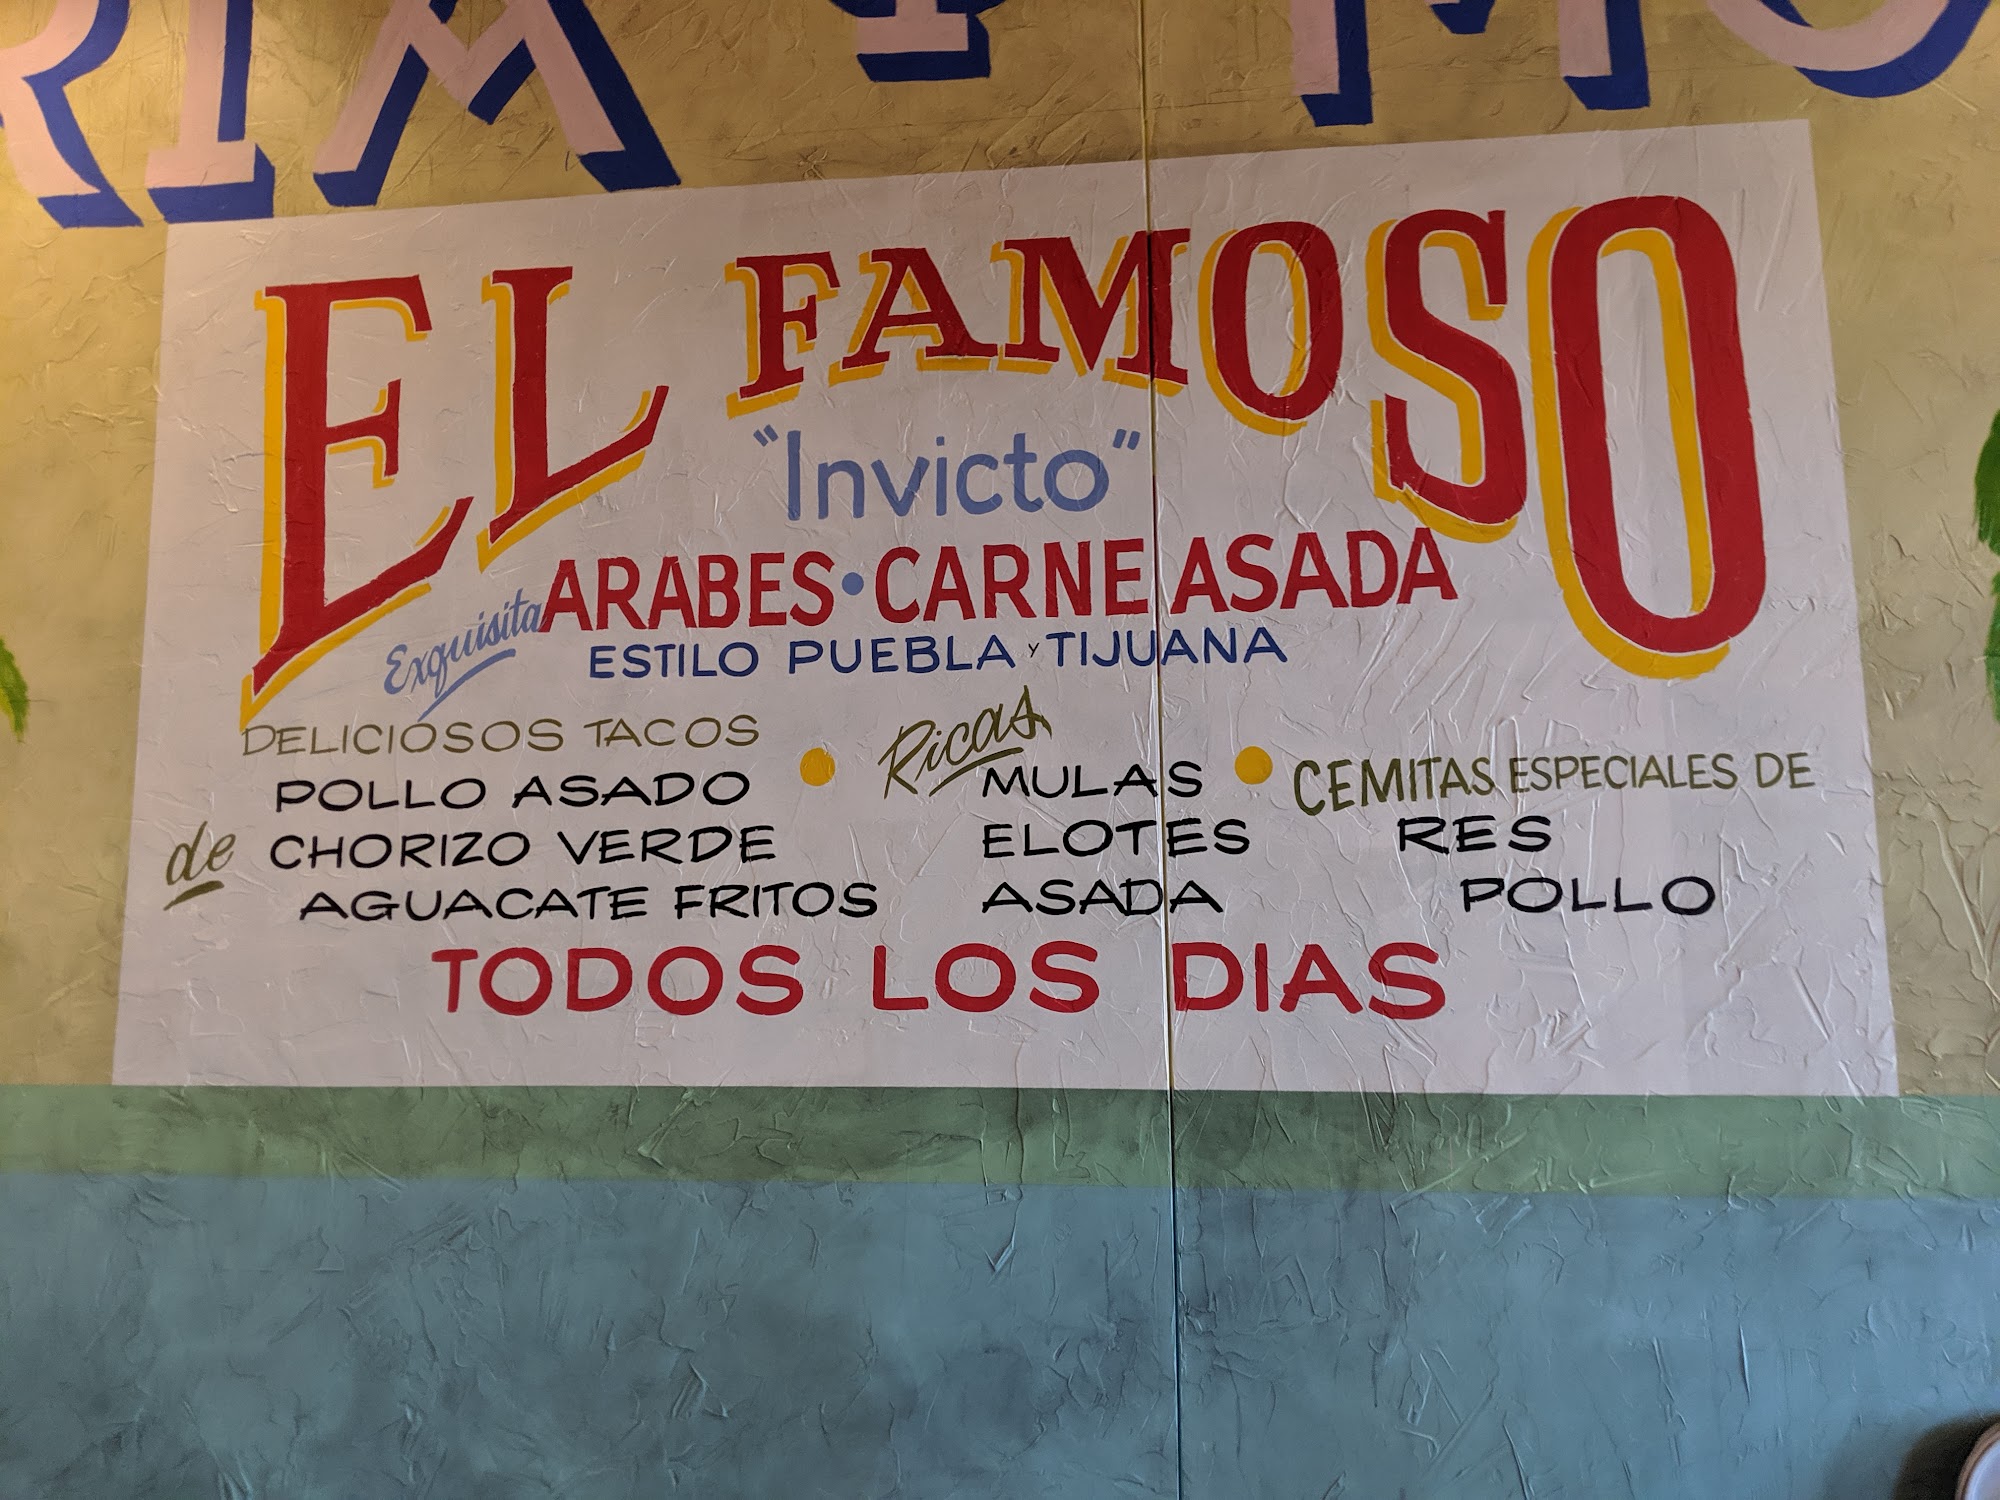 EL FAMOSO
"Invicto"
Exquisita ARABES • CARNE ASADA
ESTILO PUEBLA Y TIJUANA
DELICIOSOS TACOS
de
POLLO ASADO
CHORIZO VERDE
AGUACATE FRITOS
Ricas
MULAS
ELOTES
ASADA
CEMITAS ESPECIALES DE
RES
POLLO
TODOS LOS DIAS